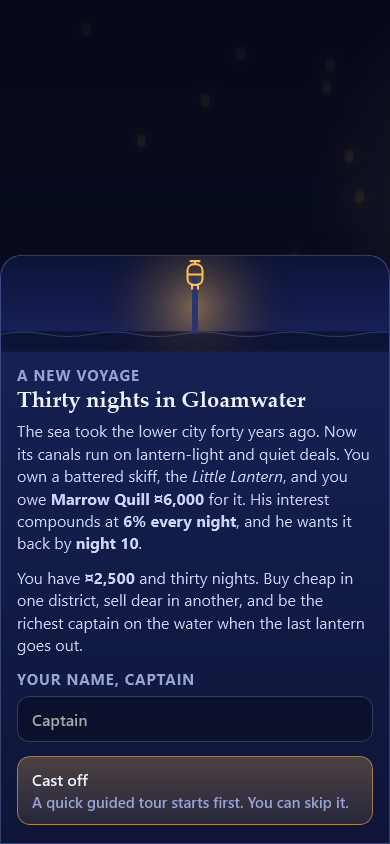 A NEW VOYAGE
Thirty nights in Gloamwater
The sea took the lower city forty years ago. Now
its canals run on lantern-light and quiet deals. You
own a battered skiff, the Little Lantern, and you
owe Marrow Quill ¤6,000 for it. His interest
compounds at 6% every night, and he wants it
back by night 10.
You have ¤2,500 and thirty nights. Buy cheap in
one district, sell dear in another, and be the
richest captain on the water when the last lantern
goes out.
YOUR NAME, CAPTAIN
Captain
Cast off
A quick guided tour starts first. You can skip it.